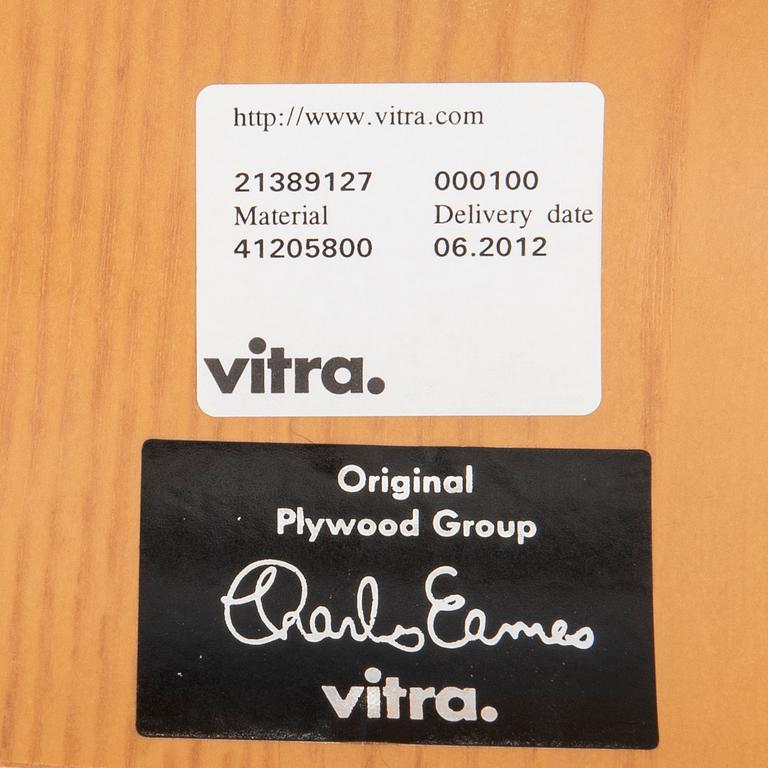 http://www.vitra.com
21389127 000100
Material Delivery date
41205800 06.2012
vitra.
Original
Plywood Group
Charles Eames
vitra.